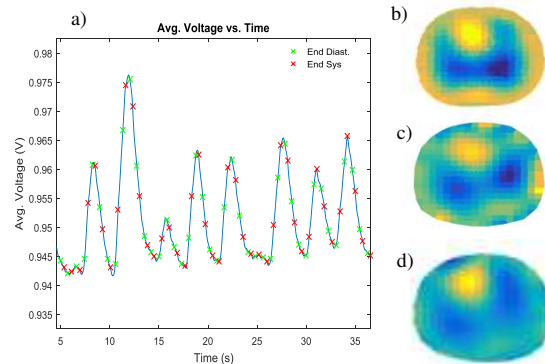 a)
Avg. Voltage vs. Time
End Diast.
End Sys
Avg. Voltage (V)
0.98
0.975
0.97
0.965
0.96
0.955
0.95
0.945
0.94
0.935
5
10
15
20
25
30
35
Time (s)
b)
c)
d)